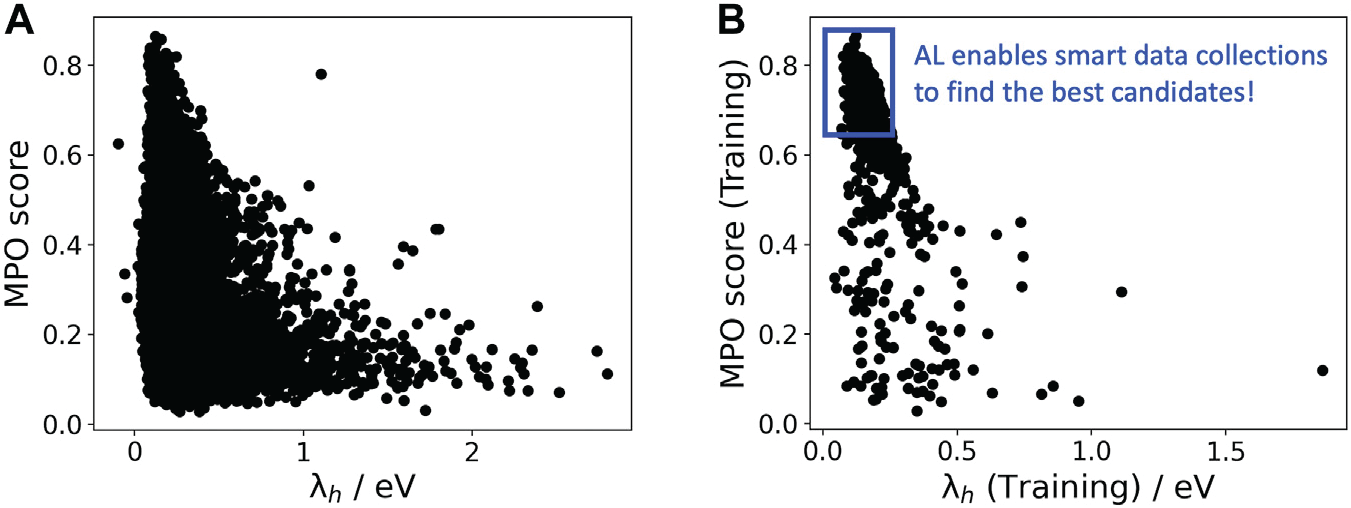 A
MPO score
0.8
0.6
0.4
0.2
0.0
0
1
2
λh / eV
B
MPO score (Training)
0.8
0.6
0.4
0.2
0.0
AL enables smart data collections
to find the best candidates!
0.0
0.5
1.0
1.5
λh (Training) / eV